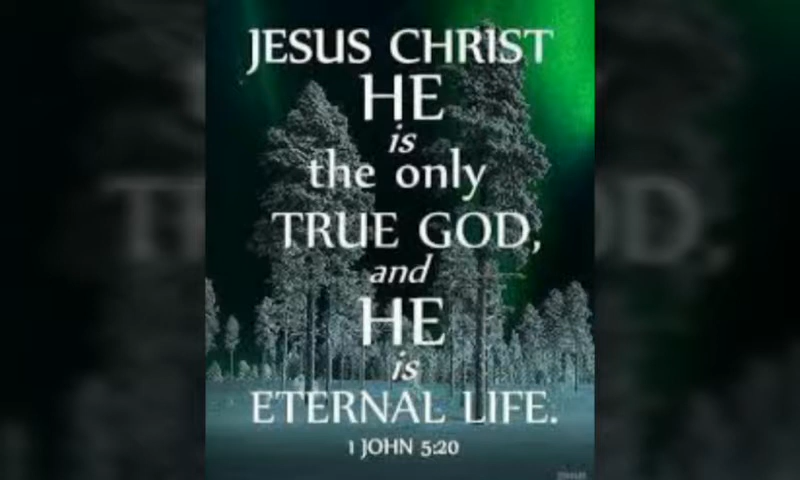 JESUS CHRIST
HE
is
the only
TRUE GOD,
and
HE
is
ETERNAL LIFE.
1 JOHN 5:20